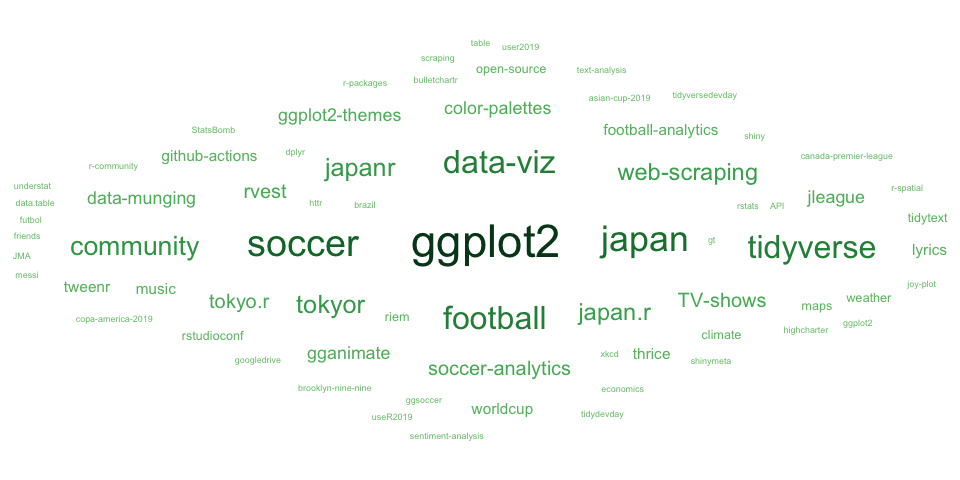 table
user2019
scraping
open-source
text-analysis
r-packages
bulletchartr
asian-cup-2019
tidyversedevday
ggplot2-themes
color-palettes
StatsBomb
football-analytics
shiny
r-community
github-actions
dplyr
japanr
data-viz
web-scraping
canada-premier-league
understat
data-munging
rvest
jleague
r-spatial
data.table
httr
brazil
rstats
API
futbol
tidytext
friends
community
soccer
ggplot2
japan
gt
tidyverse
lyrics
JMA
messi
tweenr
music
tokyo.r
tokyor
riem
football
japan.r
TV-shows
maps
weather
joy-plot
copa-america-2019
rstudioconf
climate
highcharter
ggplot2
googledrive
gganimate
soccer-analytics
xkcd
thrice
shinymeta
brooklyn-nine-nine
ggsoccer
economics
useR2019
worldcup
tidydevday
sentiment-analysis